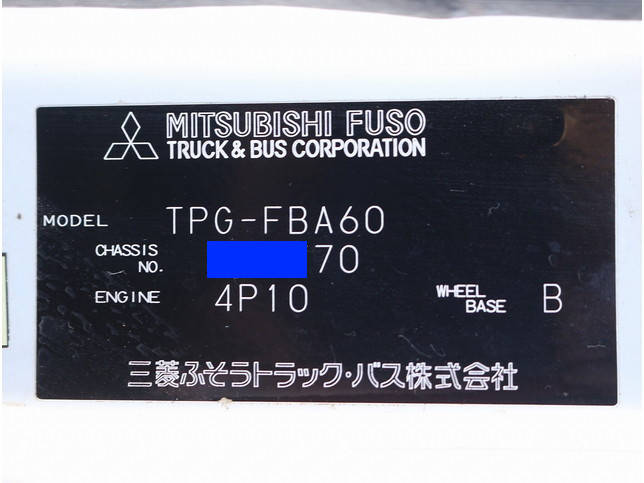 MITSUBISHI FUSO
TRUCK & BUS CORPORATION
MODEL TPG-FBA60
CHASSIS NO. 70
ENGINE 4P10 WHEEL BASE B
三菱ふそうトラック・バス株式会社